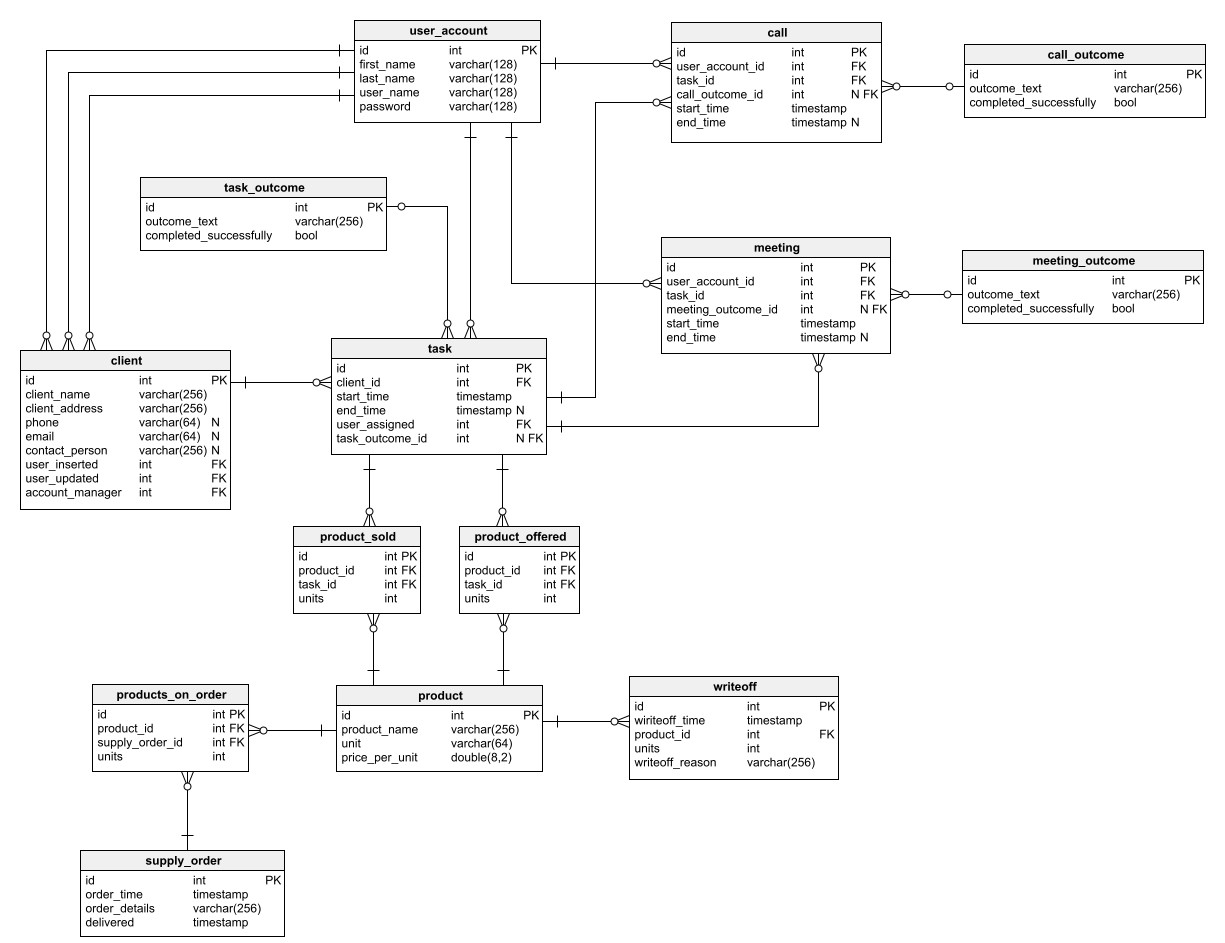 user_account
id int PK
first_name varchar(128)
last_name varchar(128)
user_name varchar(128)
password varchar(128)
call
id int PK
user_account_id int FK
task_id int FK
call_outcome_id int N FK
start_time timestamp
end_time timestamp N
call_outcome
id int PK
outcome_text varchar(256)
completed_successfully bool
task_outcome
id int PK
outcome_text varchar(256)
completed_successfully bool
meeting
id int PK
user_account_id int FK
task_id int FK
meeting_outcome_id int N FK
start_time timestamp
end_time timestamp N
meeting_outcome
id int PK
outcome_text varchar(256)
completed_successfully bool
client
id int PK
client_name varchar(256)
client_address varchar(256)
phone varchar(64) N
email varchar(64) N
contact_person varchar(256) N
user_inserted int FK
user_updated int FK
account_manager int FK
task
id int PK
client_id int FK
start_time timestamp
end_time timestamp N
user_assigned int FK
task_outcome_id int N FK
product_sold
id int PK
product_id int FK
task_id int FK
units int
product_offered
id int PK
product_id int FK
task_id int FK
units int
products_on_order
id int PK
product_id int FK
supply_order_id int FK
units int
product
id int PK
product_name varchar(256)
unit varchar(64)
price_per_unit double(8,2)
writeoff
id int PK
wiriteoff_time timestamp
product_id int FK
units int
writeoff_reason varchar(256)
supply_order
id int PK
order_time timestamp
order_details varchar(256)
delivered timestamp